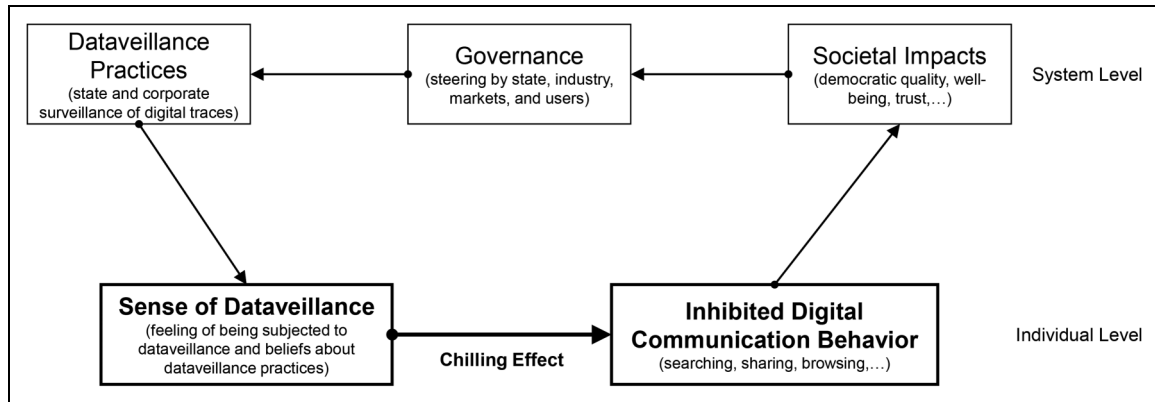 Dataveillance
Practices
(state and corporate
surveillance of digital traces)
Governance
(steering by state, industry,
markets, and users)
Societal Impacts
(democratic quality, well-
being, trust,...)
System Level
Sense of Dataveillance
(feeling of being subjected to
dataveillance and beliefs about
dataveillance practices)
Chilling Effect
Inhibited Digital
Communication Behavior
(searching, sharing, browsing,...)
Individual Level